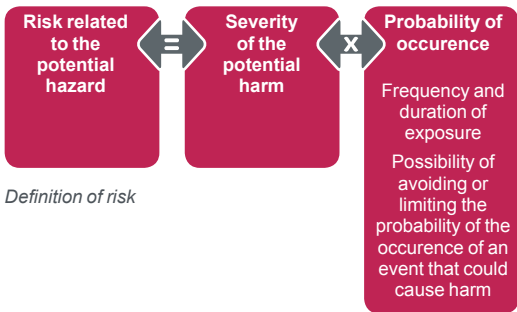 Risk related
to the
potential
hazard
=
Severity
of the
potential
harm
x
Probability of
occurence
Frequency and
duration of
exposure
Possibility of
avoiding or
limiting the
probability of the
occurence of an
event that could
cause harm
Definition of risk